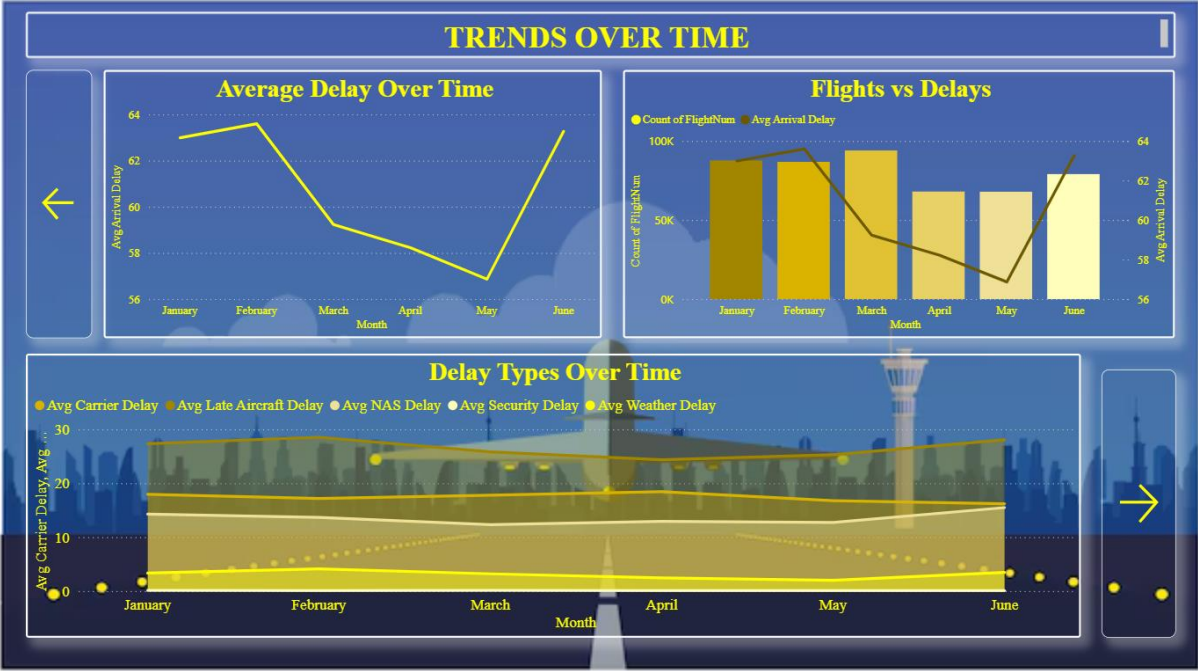 TRENDS OVER TIME
Average Delay Over Time
64
62
60
58
56
Avg Arrival Delay
January February March April May June
Month
Flights vs Delays
Count of FlightNum Avg Arrival Delay
100K
50K
0K
Count of FlightNum
64
62
60
58
56
Avg Arrival Delay
January February March April May June
Month
Delay Types Over Time
Avg Carrier Delay Avg Late Aircraft Delay Avg NAS Delay Avg Security Delay Avg Weather Delay
30
20
10
0
Avg Carrier Delay, Avg ...
January February March April May June
Month